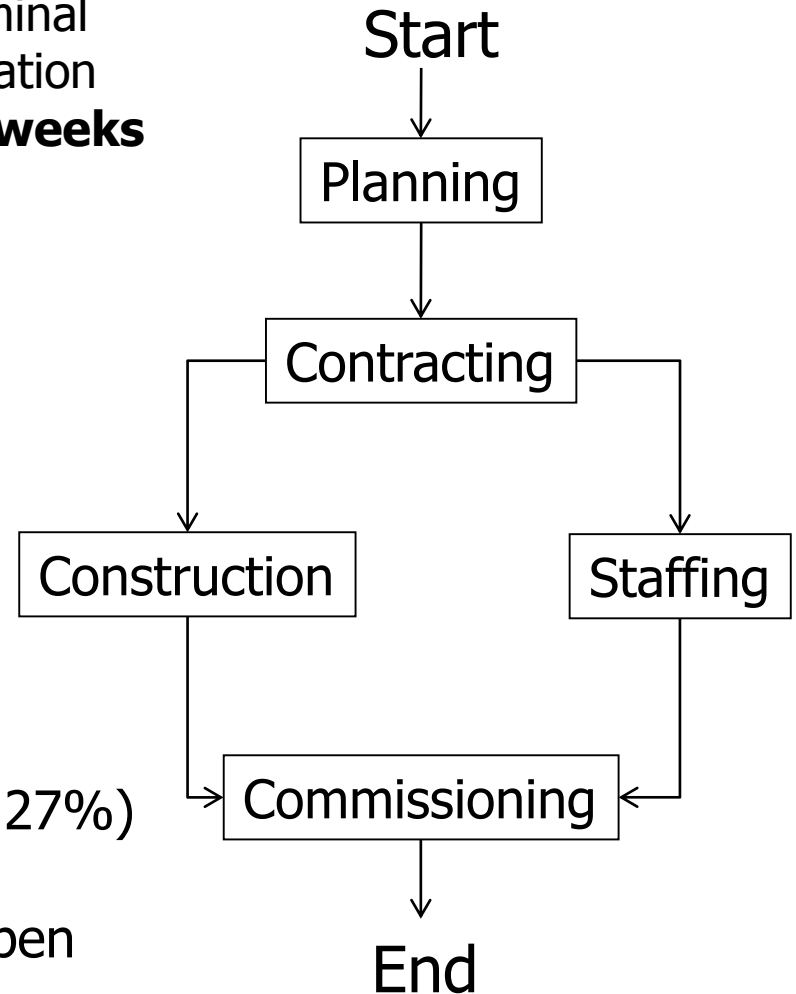 Start
weeks
Planning
Contracting
Construction
Staffing
27%)
Commissioning
End